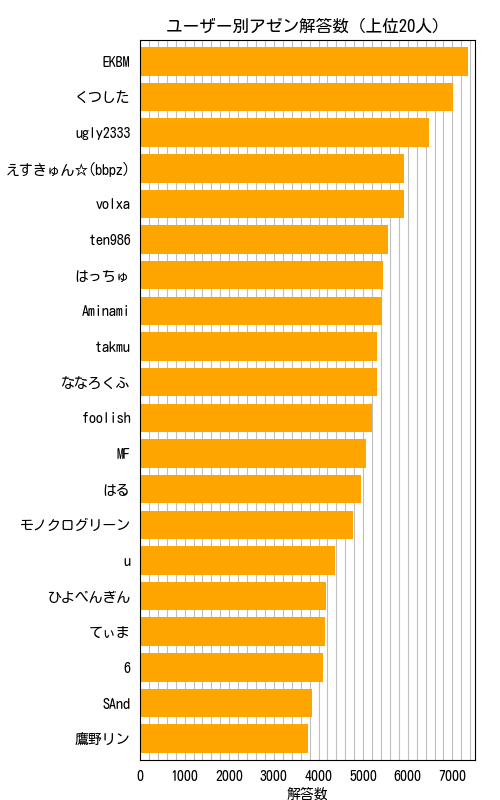 ユーザー別アゼン解答数 (上位20人)
EKBM
くつした
ugly2333
えすきゅん☆(bbpz)
volxa
ten986
はっちゅ
Aminami
takmu
ななろくふ
foolish
MF
はる
モノクログリーン
u
ひよぺんぎん
てぃま
6
SAnd
鷹野リン
0 1000 2000 3000 4000 5000 6000 7000
解答数